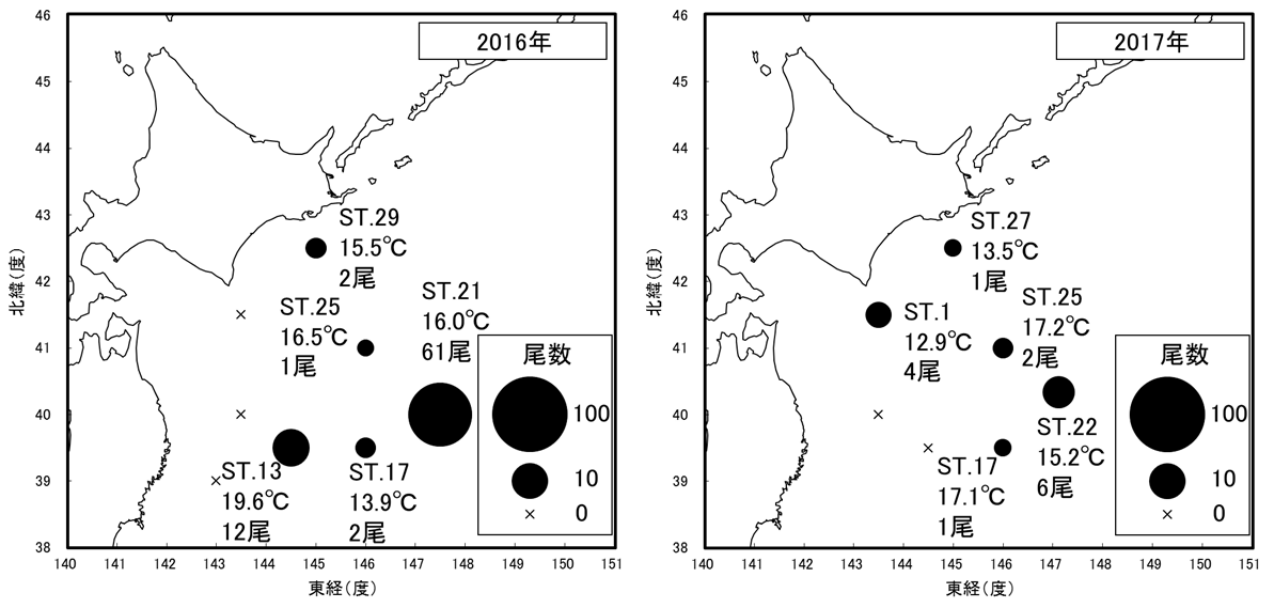 2016年
46
45
44
43
42
41
40
39
38
北緯(度)
ST.29
15.5℃
2尾
ST.25
16.5℃
1尾
ST.21
16.0℃
61尾
ST.13
19.6℃
12尾
ST.17
13.9℃
2尾
尾数
100
10
× 0
140 141 142 143 144 145 146 147 148 149 150 151
東経(度)
2017年
46
45
44
43
42
41
40
39
38
北緯(度)
ST.27
13.5℃
1尾
ST.1
12.9℃
4尾
ST.25
17.2℃
2尾
ST.22
15.2℃
6尾
ST.17
17.1℃
1尾
尾数
100
10
× 0
140 141 142 143 144 145 146 147 148 149 150 151
東経(度)